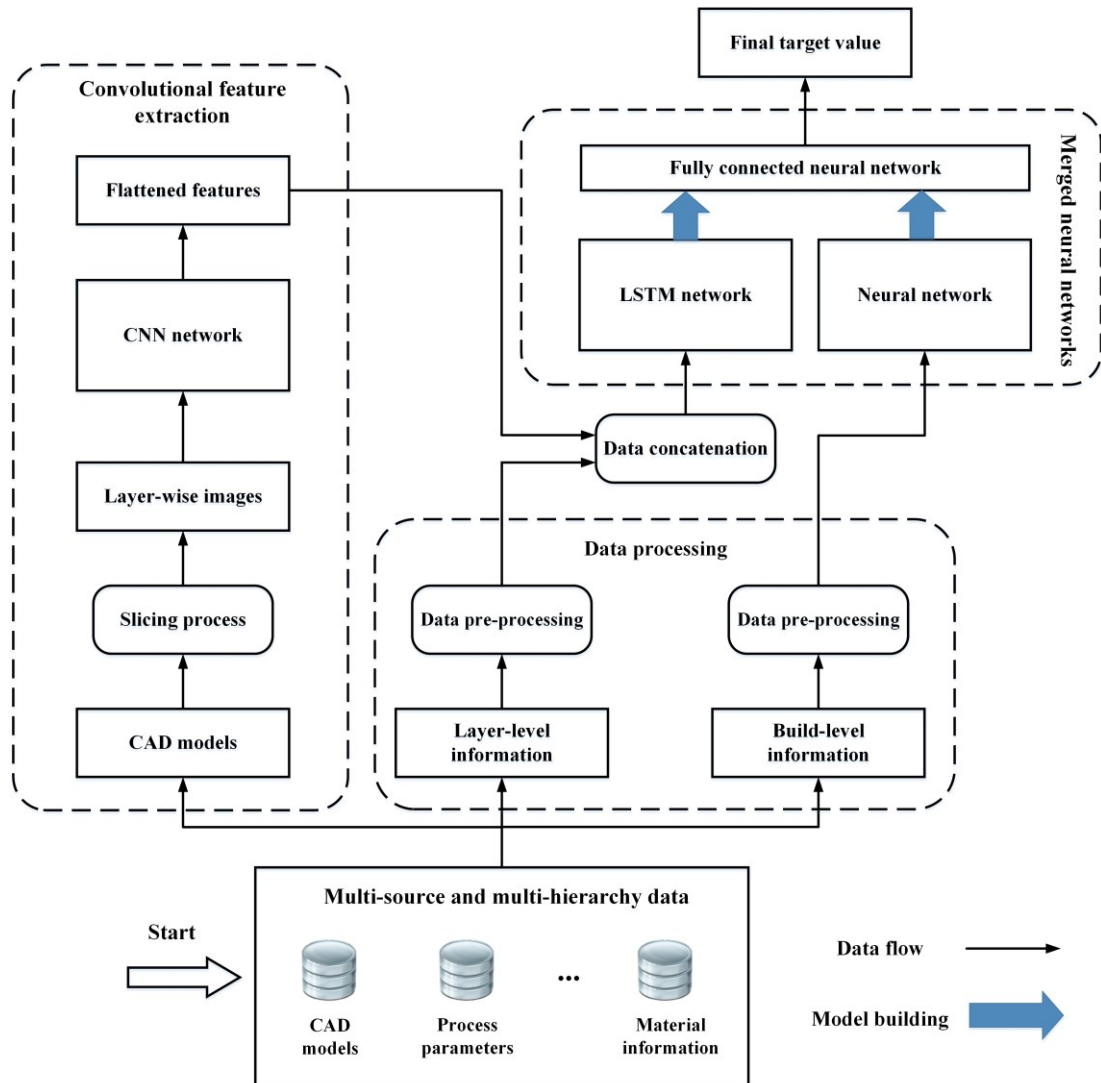 Final target value
Convolutional feature
extraction
Flattened features
CNN network
Layer-wise images
Slicing process
CAD models
Fully connected neural network
LSTM network
Neural network
Merged neural networks
Data concatenation
Data processing
Data pre-processing
Data pre-processing
Layer-level
information
Build-level
information
Multi-source and multi-hierarchy data
Start
CAD
models
Process
parameters
...
Material
information
Data flow
Model building